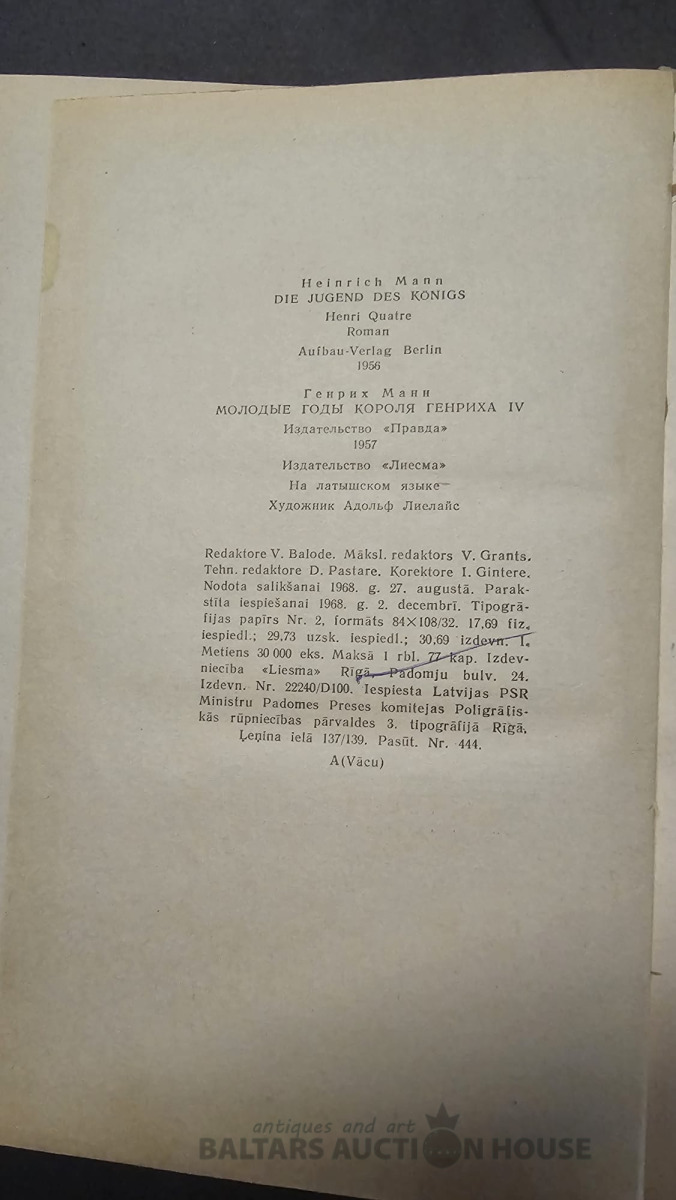 Heinrich Mann
DIE JUGEND DES KÖNIGS
Henri Quatre
Roman
Aufbau-Verlag Berlin
1956
Генрих Манн
МОЛОДЫЕ ГОДЫ КОРОЛЯ ГЕНРИХА IV
Издательство «Правда»
1957
Издательство «Лиесма»
На латышском языке
Художник Адольф Лиелайс
Redaktore V. Balode. Māksl. redaktors V. Grants.
Tehn. redaktore D. Pastare. Korektore I. Gintere.
Nodota salikšanai 1968. g. 27. augustā. Parak-
stīta iespiešanai 1968. g. 2. decembrī. Tipogrā-
fijas papīrs Nr. 2, formāts 84×108/32. 17,69 fiz.
iespiedl.; 29,73 uzsk. iespiedl.; 30,69 izdevn. l.
Metiens 30 000 eks. Maksā 1 rbl. 77 kap. Izdev-
niecība «Liesma» Rīgā, Padomju bulv. 24.
Izdevn. Nr. 22240/D100. Iespiesta Latvijas PSR
Ministru Padomes Preses komitejas Poligrāfis-
kās rūpniecības pārvaldes 3. tipogrāfijā Rīgā,
Ļeņina ielā 137/139. Pasūt. Nr. 444.
A(Vācu)
antiques and art
BALTARS AUCTION HOUSE